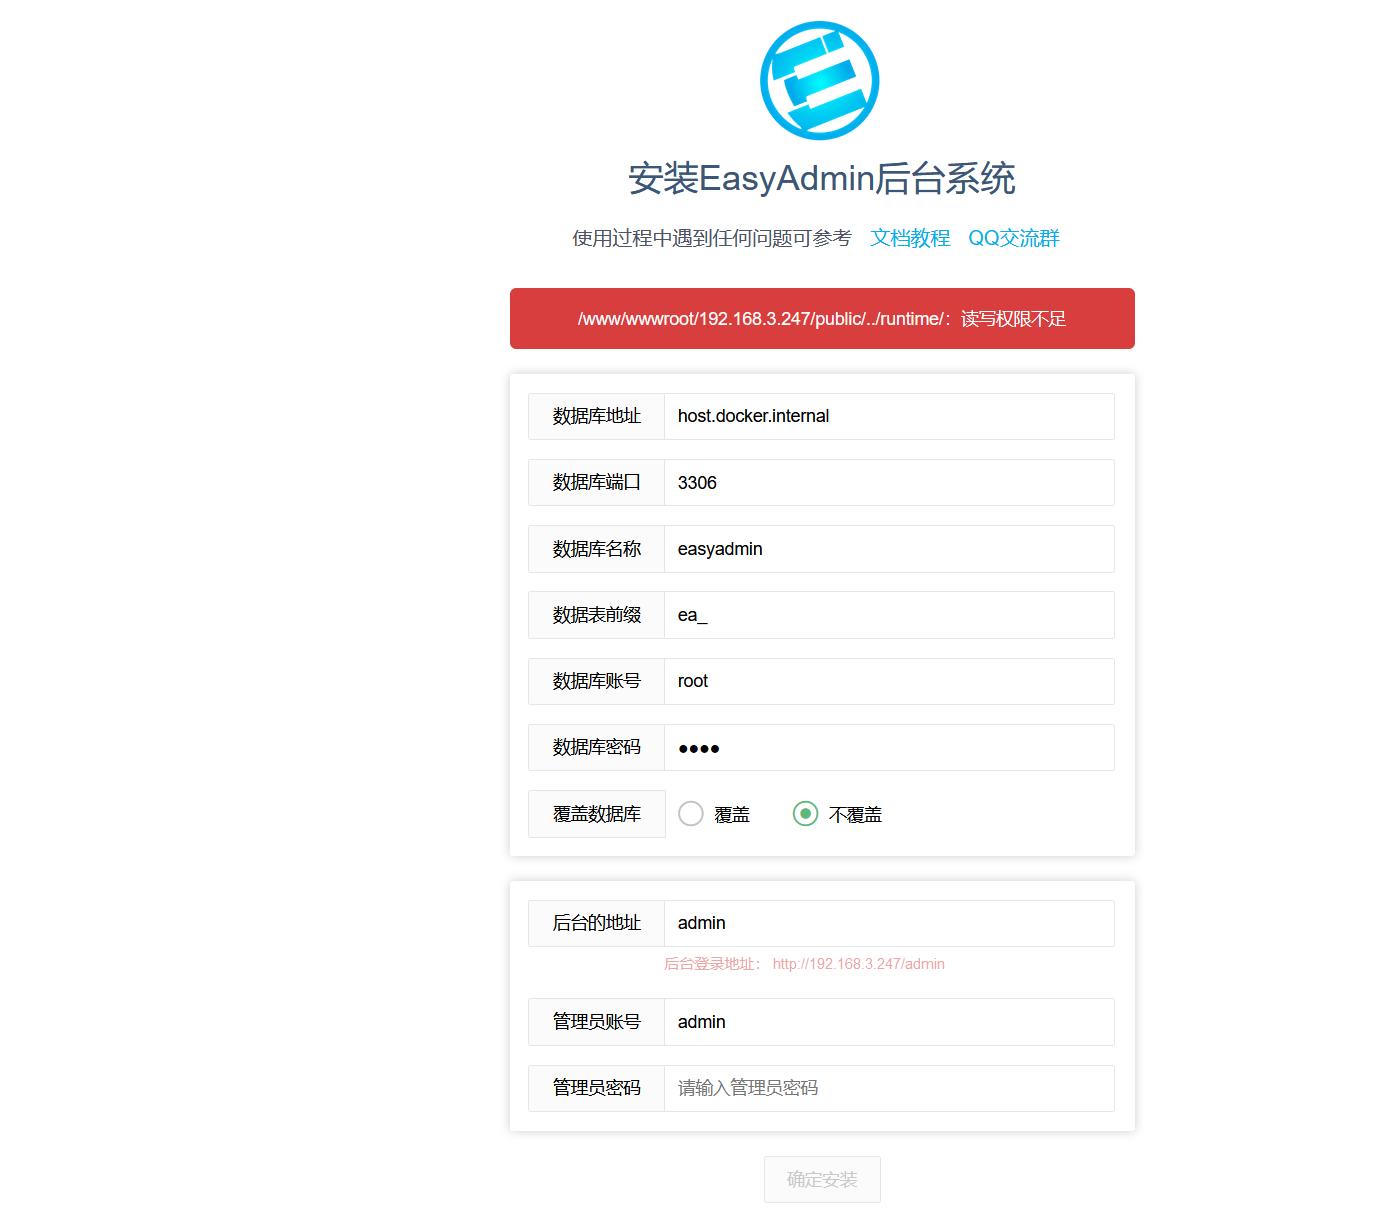 安装EasyAdmin后台系统
使用过程中遇到任何问题可参考 文档教程 QQ交流群
/www/wwwroot/192.168.3.247/public/../runtime/：读写权限不足
数据库地址 host.docker.internal
数据库端口 3306
数据库名称 easyadmin
数据表前缀 ea_
数据库账号 root
数据库密码 ●●●●
覆盖数据库 覆盖 不覆盖
后台的地址 admin
后台登录地址： http://192.168.3.247/admin
管理员账号 admin
管理员密码 请输入管理员密码
确定安装